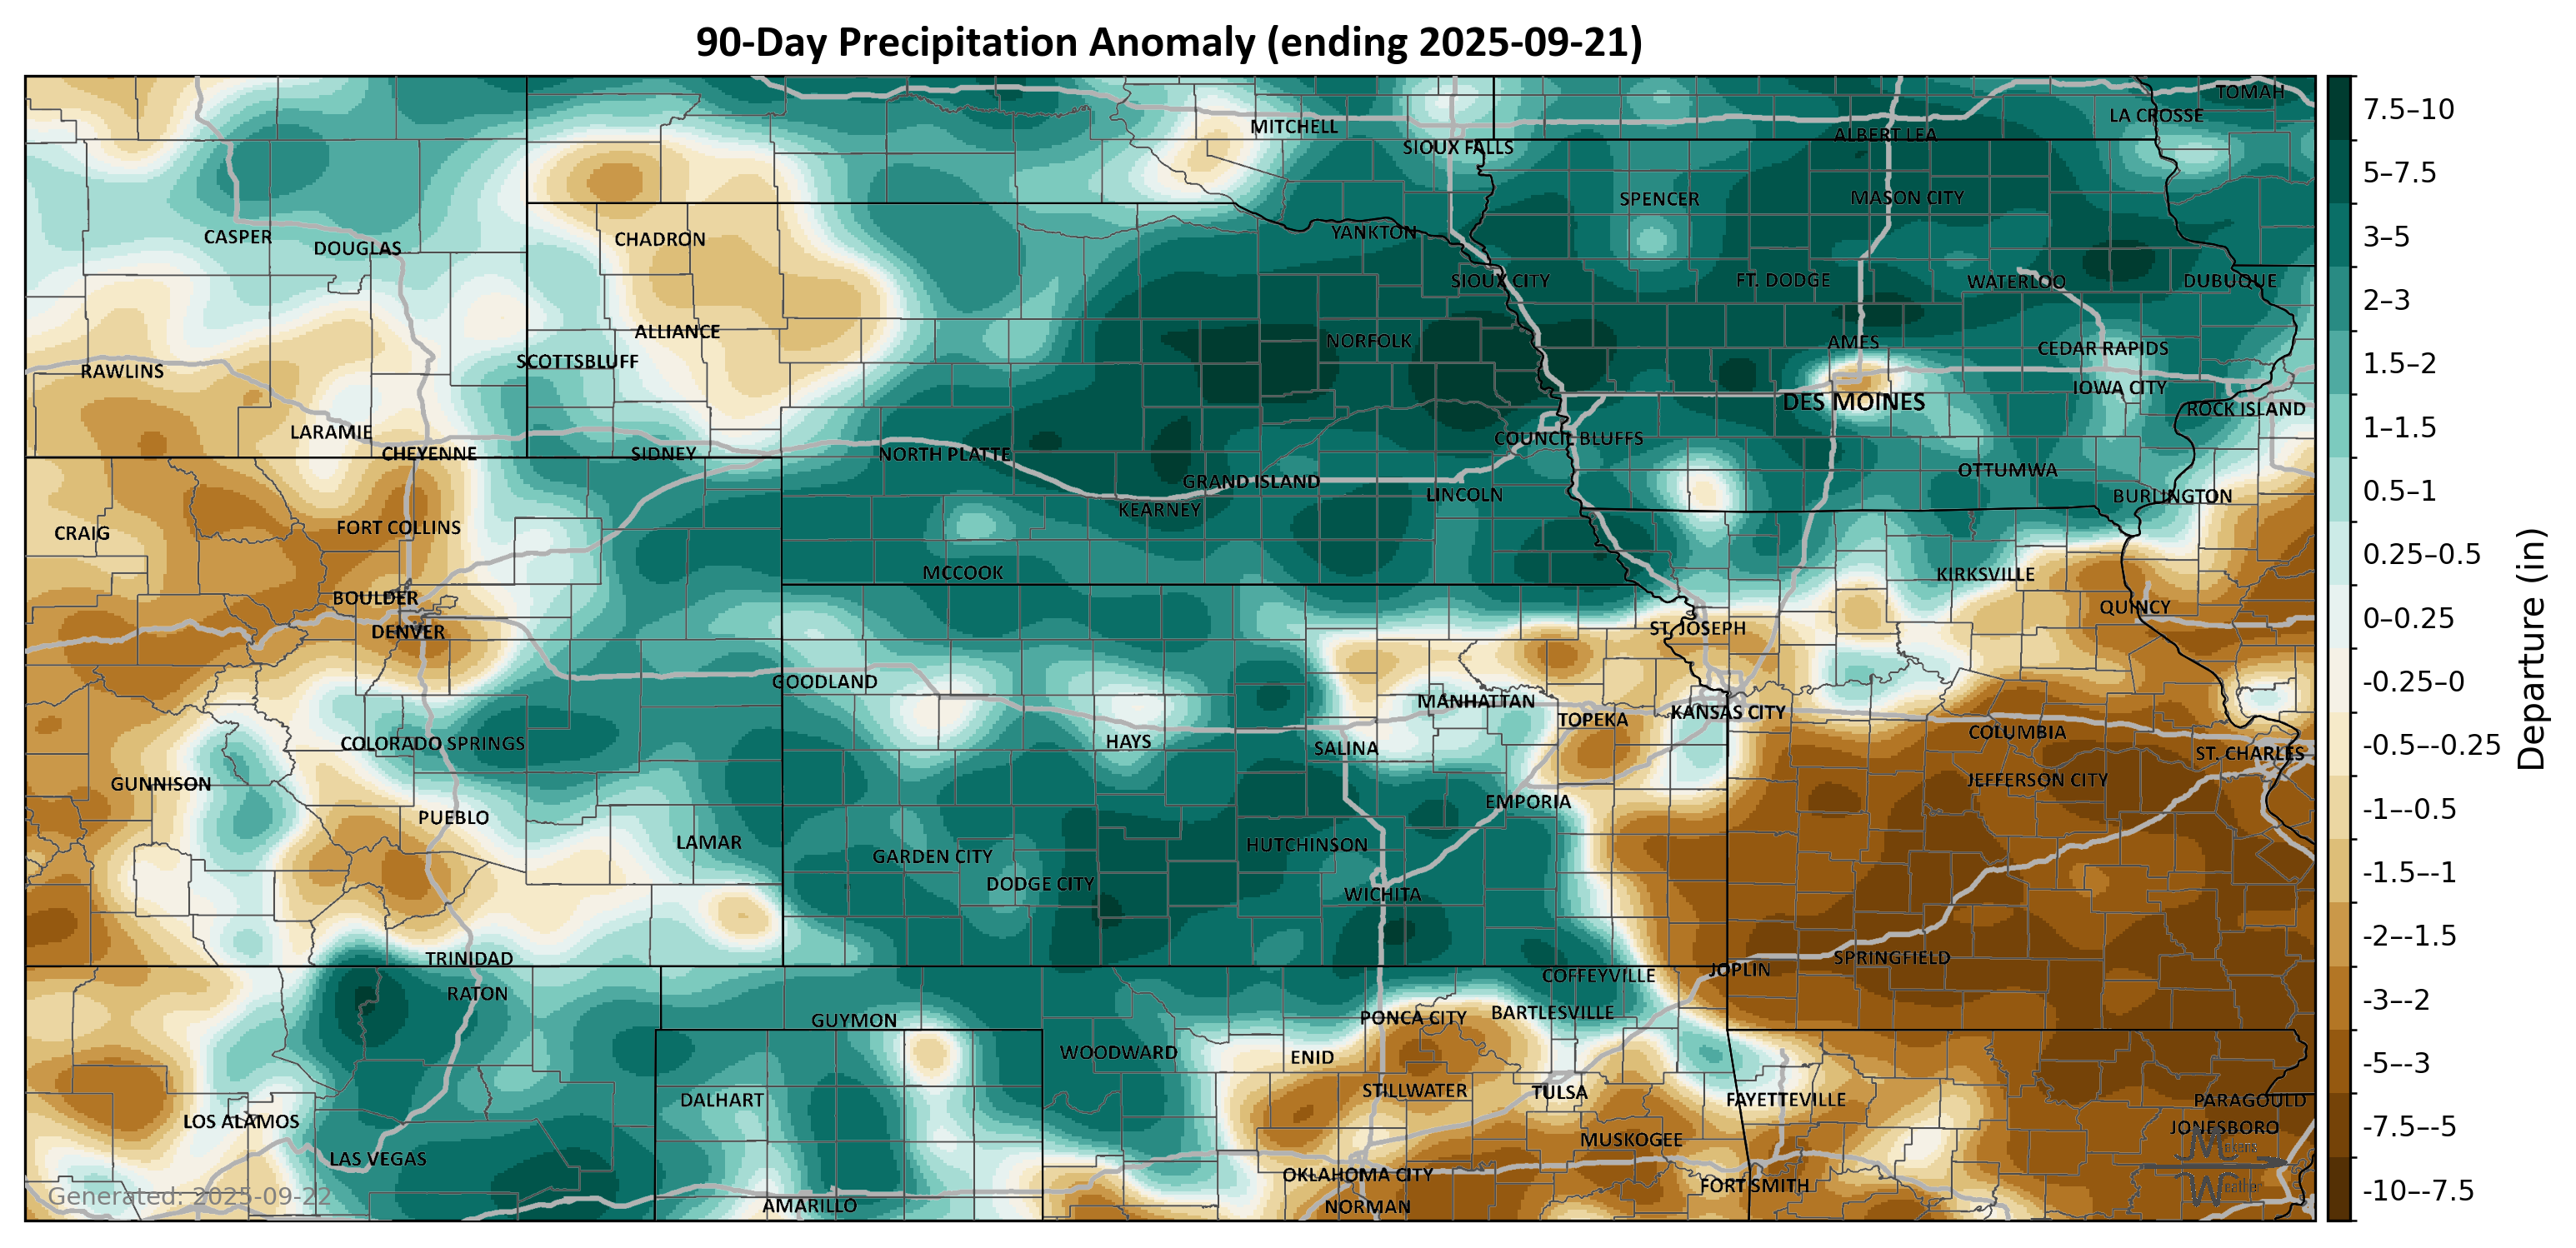 90-Day Precipitation Anomaly (ending 2025-09-21)
TOMAH
LA CROSSE
MITCHELL
ALBERT LEA
SIOUX FALLS
SPENCER
MASON CITY
YANKTON
CASPER
CHADRON
DOUGLAS
SIOUX CITY
FT. DODGE
WATERLOO
DUBUQUE
ALLIANCE
NORFOLK
AMES
CEDAR RAPIDS
SCOTTSBLUFF
RAWLINS
IOWA CITY
DES MOINES
ROCK ISLAND
LARAMIE
COUNCIL BLUFFS
CHEYENNE
SIDNEY
NORTH PLATTE
OTTUMWA
GRAND ISLAND
LINCOLN
BURLINGTON
KEARNEY
CRAIG
FORT COLLINS
MCCOOK
KIRKSVILLE
BOULDER
QUINCY
DENVER
ST. JOSEPH
GOODLAND
MANHATTAN
TOPEKA
KANSAS CITY
COLUMBIA
COLORADO SPRINGS
HAYS
SALINA
ST. CHARLES
GUNNISON
JEFFERSON CITY
EMPORIA
PUEBLO
LAMAR
HUTCHINSON
GARDEN CITY
DODGE CITY
WICHITA
TRINIDAD
SPRINGFIELD
JOPLIN
COFFEYVILLE
RATON
BARTLESVILLE
GUYMON
PONCA CITY
WOODWARD
ENID
STILLWATER
TULSA
DALHART
FAYETTEVILLE
PARAGOULD
LOS ALAMOS
JONESBORO
MUSKOGEE
LAS VEGAS
OKLAHOMA CITY
FORT SMITH
AMARILLO
NORMAN
Generated: 2025-09-22
Makers
Weather
7.5–10
5–7.5
3–5
2–3
1.5–2
1–1.5
0.5–1
0.25–0.5
0–0.25
-0.25–0
-0.5–-0.25
-1–-0.5
-1.5–-1
-2–-1.5
-3–-2
-5–-3
-7.5–-5
-10–-7.5
Departure (in)